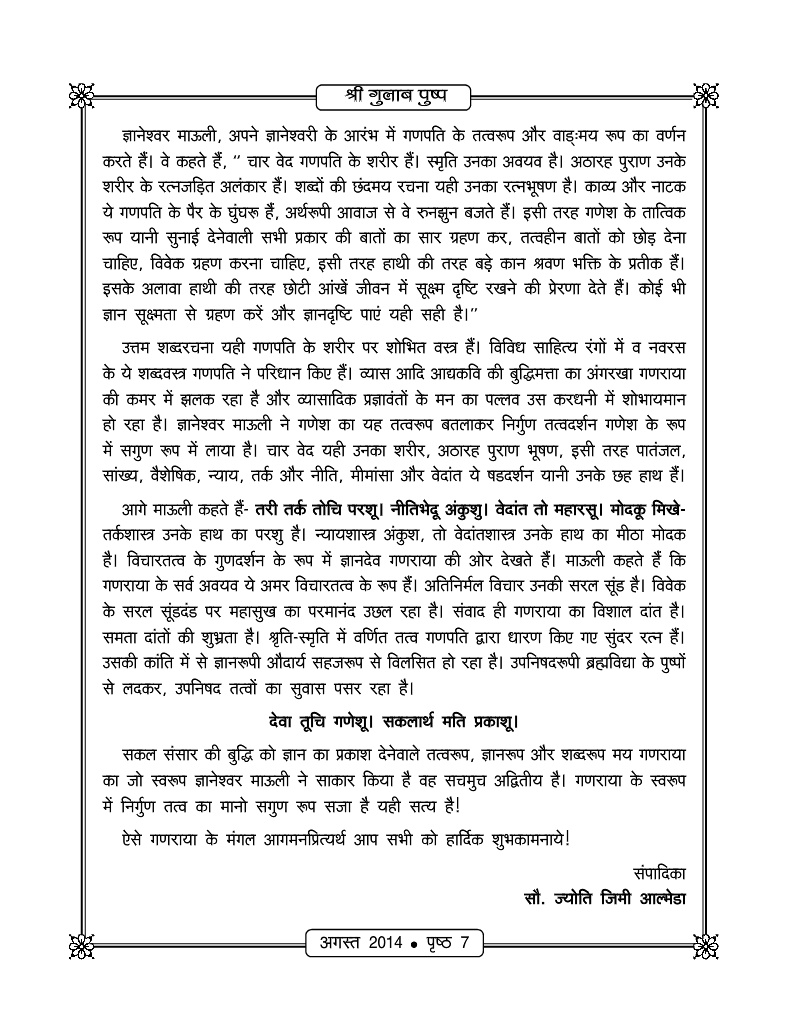 श्री गुलाब पुष्प
ज्ञानेश्वर माऊली, अपने ज्ञानेश्वरी के आरंभ में गणपति के तत्वरूप और वाड्ःमय रूप का वर्णन
करते हैं। वे कहते हैं, “ चार वेद गणपति के शरीर हैं। स्मृति उनका अवयव है। अठारह पुराण उनके
शरीर के रत्नजड़ित अलंकार हैं। शब्दों की छंदमय रचना यही उनका रत्नभूषण है। काव्य और नाटक
ये गणपति के पैर के घुंघरू हैं, अर्थरूपी आवाज से वे रुनझुन बजते हैं। इसी तरह गणेश के तात्विक
रूप यानी सुनाई देनेवाली सभी प्रकार की बातों का सार ग्रहण कर, तत्वहीन बातों को छोड़ देना
चाहिए, विवेक ग्रहण करना चाहिए, इसी तरह हाथी की तरह बड़े कान श्रवण भक्ति के प्रतीक हैं।
इसके अलावा हाथी की तरह छोटी आंखें जीवन में सूक्ष्म दृष्टि रखने की प्रेरणा देते हैं। कोई भी
ज्ञान सूक्ष्मता से ग्रहण करें और ज्ञानदृष्टि पाएं यही सही है।”
उत्तम शब्दरचना यही गणपति के शरीर पर शोभित वस्त्र हैं। विविध साहित्य रंगों में व नवरस
के ये शब्दवस्त्र गणपति ने परिधान किए हैं। व्यास आदि आद्यकवि की बुद्धिमत्ता का अंगरखा गणराया
की कमर में झलक रहा है और व्यासादिक प्रज्ञावंतों के मन का पल्लव उस करधनी में शोभायमान
हो रहा है। ज्ञानेश्वर माऊली ने गणेश का यह तत्वरूप बतलाकर निर्गुण तत्वदर्शन गणेश के रूप
में सगुण रूप में लाया है। चार वेद यही उनका शरीर, अठारह पुराण भूषण, इसी तरह पातंजल,
सांख्य, वैशेषिक, न्याय, तर्क और नीति, मीमांसा और वेदांत ये षडदर्शन यानी उनके छह हाथ हैं।
आगे माऊली कहते हैं- तरी तर्क तोचि परशू। नीतिभेदू अंकुशु। वेदांत तो महारसू। मोदकू मिखे-
तर्कशास्त्र उनके हाथ का परशु है। न्यायशास्त्र अंकुश, तो वेदांतशास्त्र उनके हाथ का मीठा मोदक
है। विचारतत्व के गुणदर्शन के रूप में ज्ञानदेव गणराया की ओर देखते हैं। माऊली कहते हैं कि
गणराया के सर्व अवयव ये अमर विचारतत्व के रूप हैं। अतिनिर्मल विचार उनकी सरल सूंड है। विवेक
के सरल सूंडदंड पर महासुख का परमानंद उछल रहा है। संवाद ही गणराया का विशाल दांत है।
समता दांतों की शुभ्रता है। श्रृति-स्मृति में वर्णित तत्व गणपति द्वारा धारण किए गए सुंदर रत्न हैं।
उसकी कांति में से ज्ञानरूपी औदार्य सहजरूप से विलसित हो रहा है। उपनिषदरूपी ब्रह्मविद्या के पुष्पों
से लदकर, उपनिषद तत्वों का सुवास पसर रहा है।
देवा तूचि गणेशू। सकलार्थ मति प्रकाशू।
सकल संसार की बुद्धि को ज्ञान का प्रकाश देनेवाले तत्वरूप, ज्ञानरूप और शब्दरूप मय गणराया
का जो स्वरूप ज्ञानेश्वर माऊली ने साकार किया है वह सचमुच अद्वितीय है। गणराया के स्वरूप
में निर्गुण तत्व का मानो सगुण रूप सजा है यही सत्य है!
ऐसे गणराया के मंगल आगमनप्रित्यर्थ आप सभी को हार्दिक शुभकामनाये!
संपादिका
सौ. ज्योति जिमी आल्मेडा
अगस्त 2014 ● पृष्ठ 7